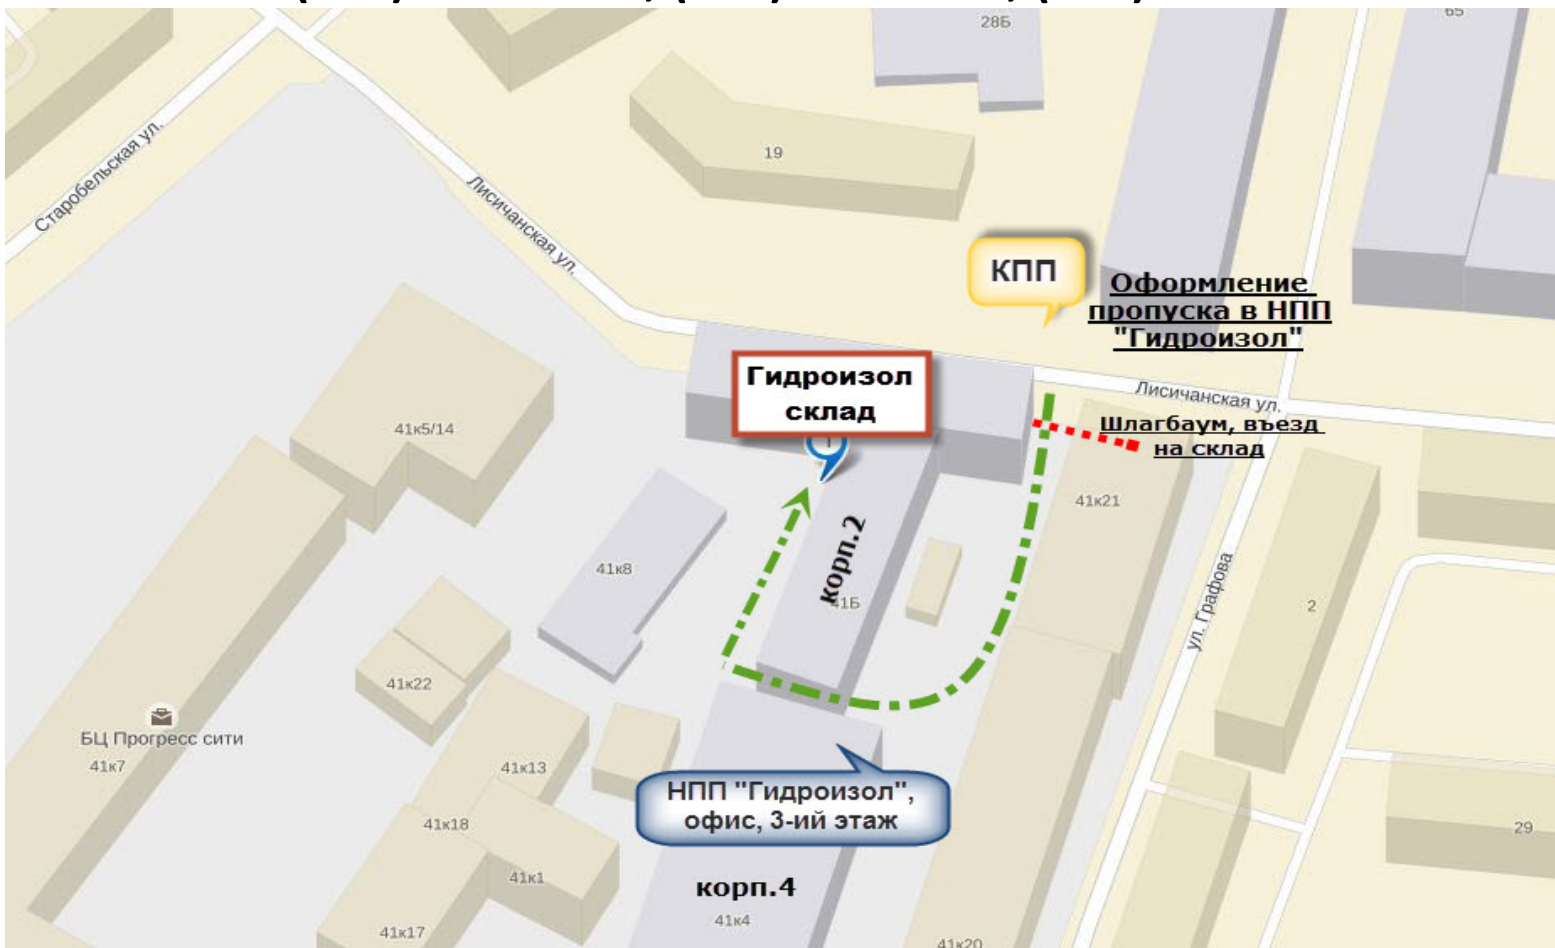 28Б
65
Старобельская ул.
19
Лисичанская ул.
КПП
Оформление
пропуска в НПП
"Гидроизол"
Гидроизол
склад
Лисичанская ул.
Шлагбаум, въезд
на склад
41к5/14
41к21
41к8
корп.2
41Б
ул. Графова
2
41к22
БЦ Прогресс сити
41к7
41к13
НПП "Гидроизол",
офис, 3-ий этаж
41к18
29
41к1
корп.4
41к4
41к17
41к20